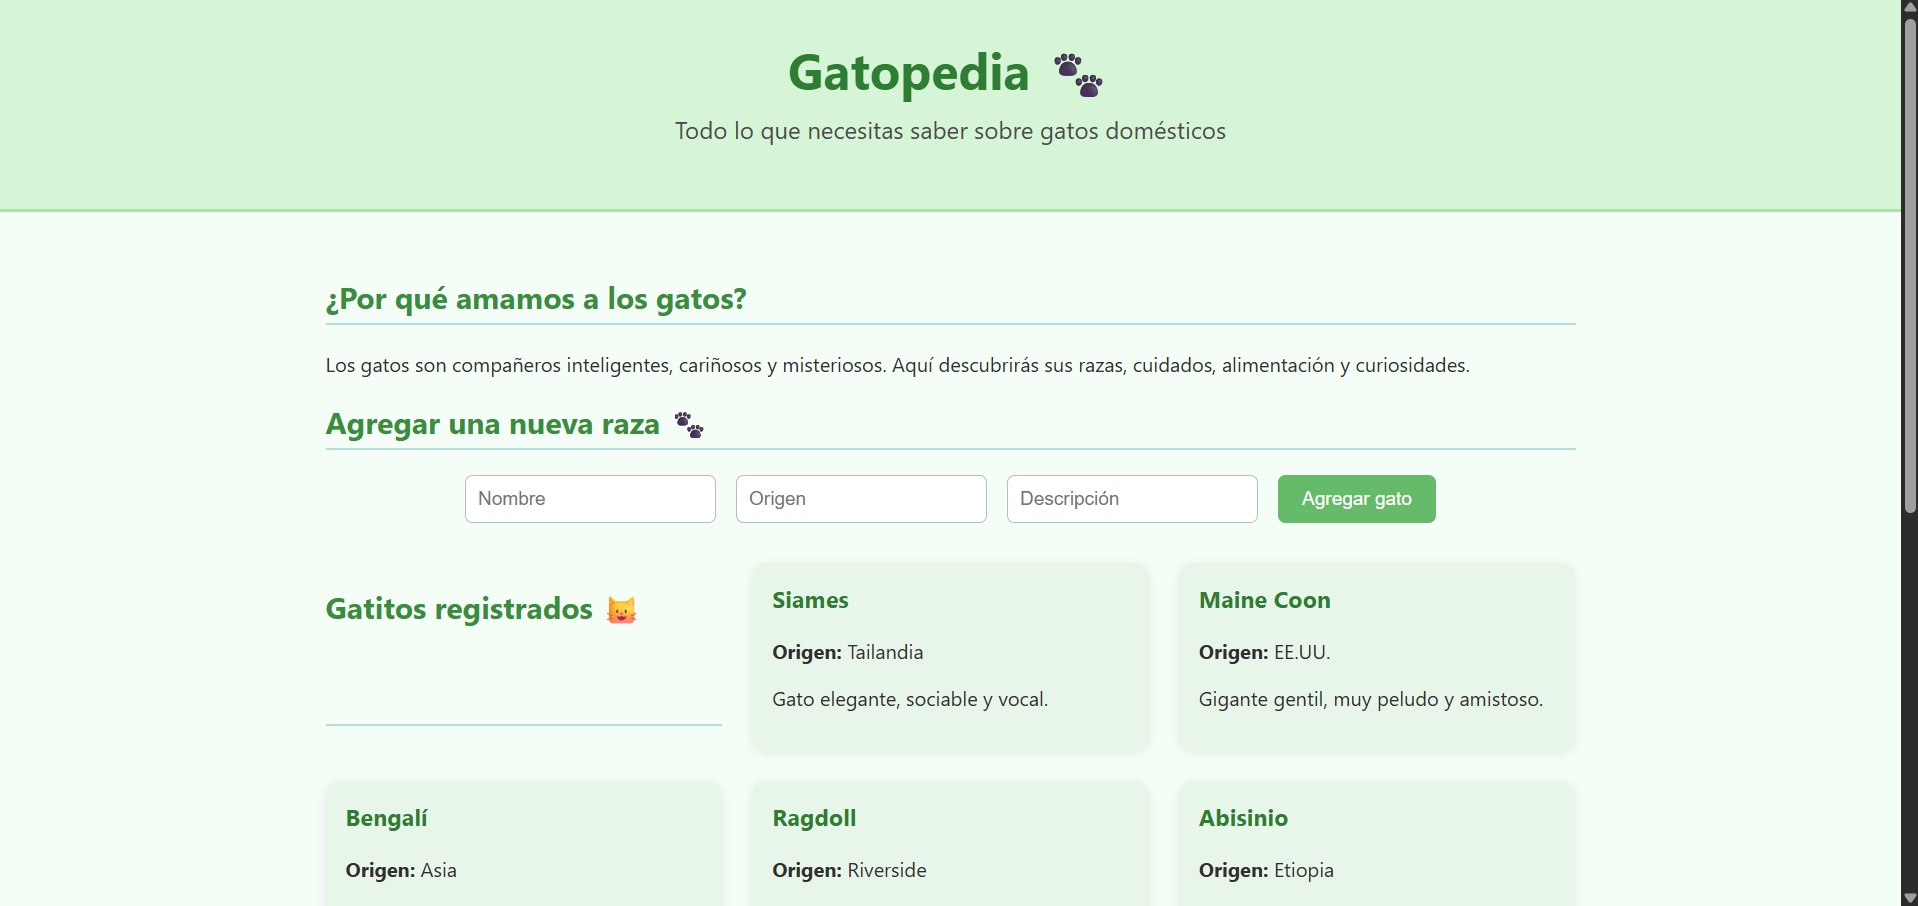 Gatopedia 🐾
Todo lo que necesitas saber sobre gatos domésticos
¿Por qué amamos a los gatos?
Los gatos son compañeros inteligentes, cariñosos y misteriosos. Aquí descubrirás sus razas, cuidados, alimentación y curiosidades.
Agregar una nueva raza 🐾
Nombre
Origen
Descripción
Agregar gato
Gatitos registrados 😺
Siames
Origen: Tailandia
Gato elegante, sociable y vocal.
Maine Coon
Origen: EE.UU.
Gigante gentil, muy peludo y amistoso.
Bengalí
Origen: Asia
Ragdoll
Origen: Riverside
Abisinio
Origen: Etiopia